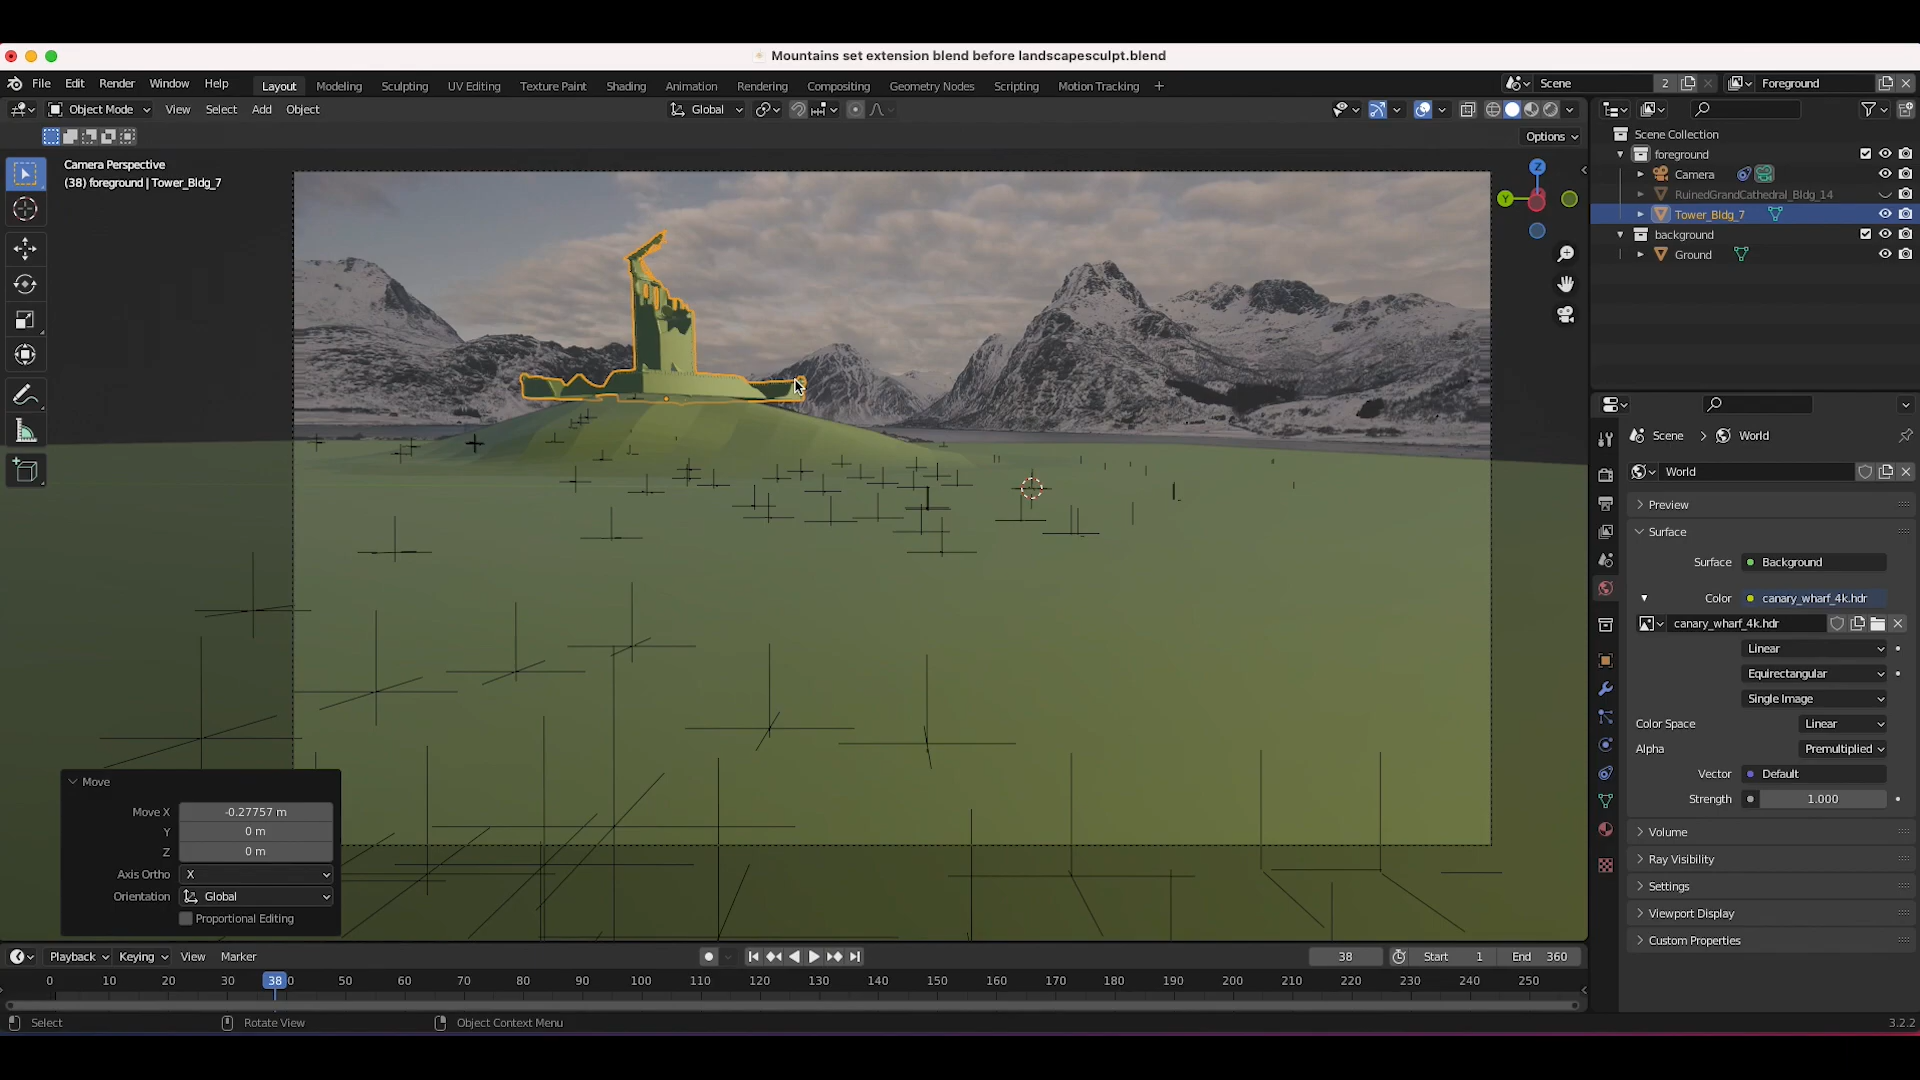 Mountains set extension blend before landscapesculpt.blend
File Edit Render Window Help Layout Modeling Sculpting UV Editing Texture Paint Shading Animation Rendering Compositing Geometry Nodes Scripting Motion Tracking + Scene 2 Foreground
Object Mode View Select Add Object Global
Options
Camera Perspective
(38) foreground | Tower_Bldg_7
Z
Y
Scene Collection
foreground
Camera
RuinedGrandCathedral_Bldg_14
Tower_Bldg_7
background
Ground
Scene > World
World
Preview
Surface
Surface Background
Color canary_wharf_4k.hdr
canary_wharf_4k.hdr
Linear
Equirectangular
Single Image
Color Space Linear
Alpha Premultiplied
Vector Default
Strength 1.000
Volume
Ray Visibility
Settings
Viewport Display
Custom Properties
Move
Move X -0.27757 m
Y 0 m
Z 0 m
Axis Ortho X
Orientation Global
Proportional Editing
Playback Keying View Marker 38 Start 1 End 360
0 10 20 30 38 0 50 60 70 80 90 100 110 120 130 140 150 160 170 180 190 200 210 220 230 240 250
Select Rotate View Object Context Menu 3.2.2